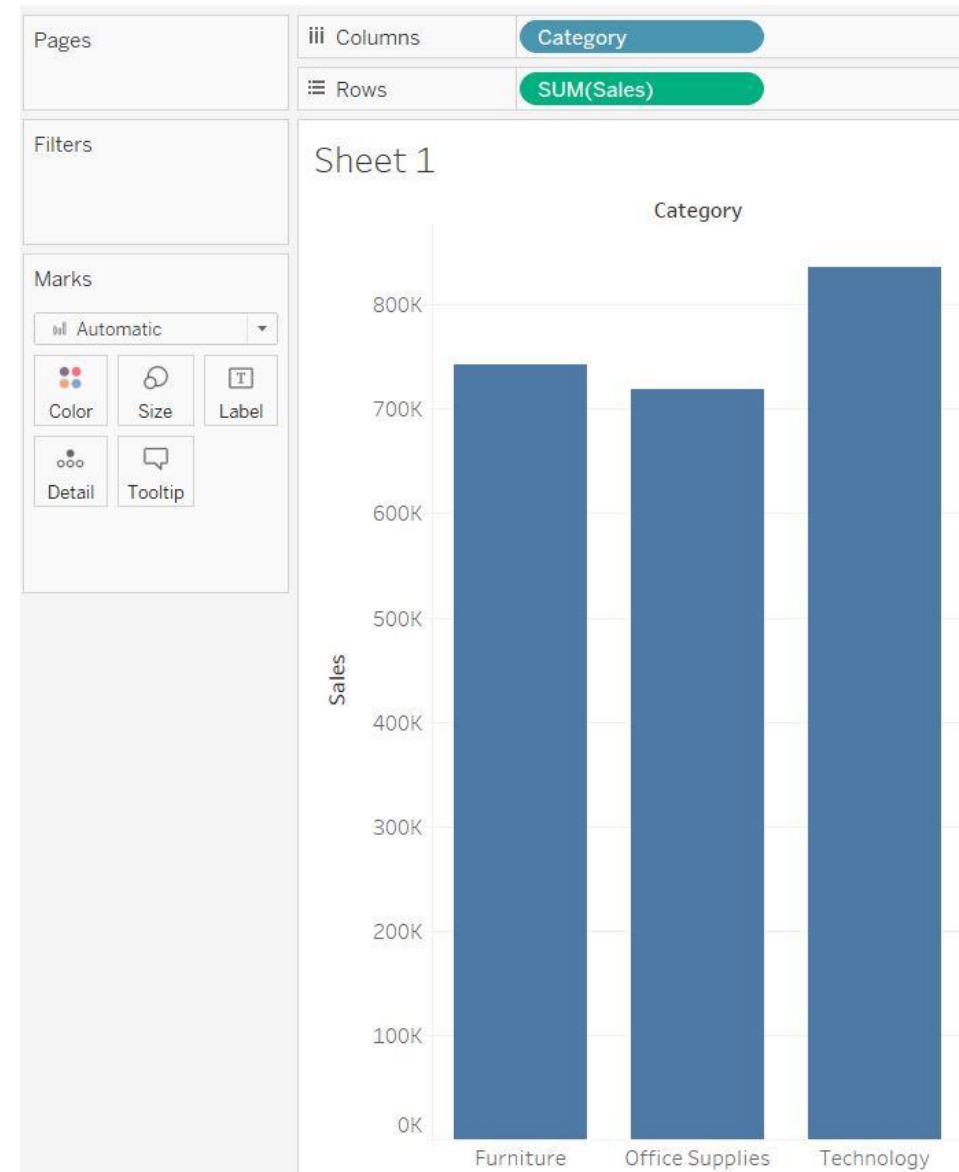 Pages
iii Columns
Category
Rows
SUM(Sales)
Filters
Sheet 1
Category
Marks
Automatic
Color
Size
T
Label
Detail
Tooltip
Sales
800K
700K
600K
500K
400K
300K
200K
100K
0K
Furniture
Office Supplies
Technology